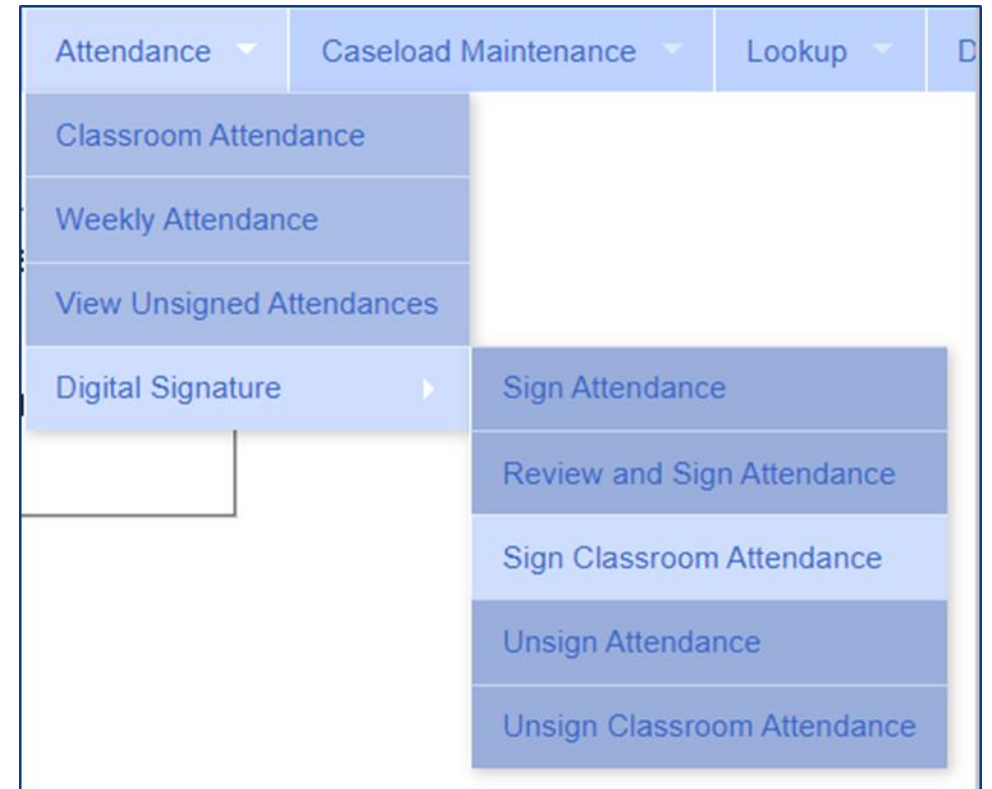 Attendance Caseload Maintenance Lookup
Classroom Attendance
Weekly Attendance
View Unsigned Attendances
Digital Signature
Sign Attendance
Review and Sign Attendance
Sign Classroom Attendance
Unsign Attendance
Unsign Classroom Attendance